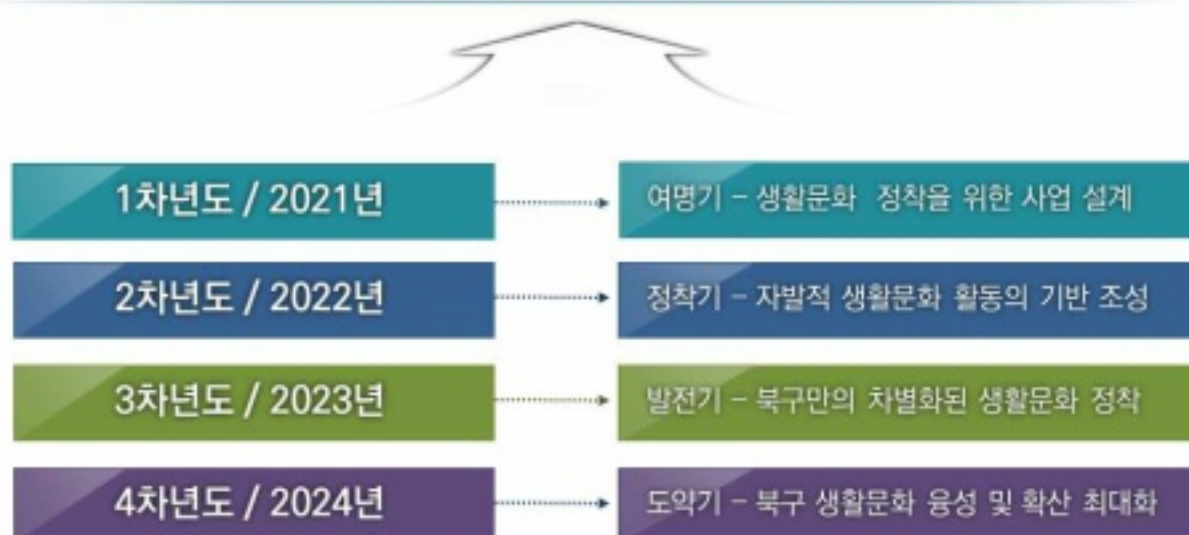 1차년도 / 2021년
여명기 – 생활문화 정착을 위한 사업 설계
2차년도 / 2022년
정착기 – 자발적 생활문화 활동의 기반 조성
3차년도 / 2023년
발전기 – 북구만의 차별화된 생활문화 정착
4차년도 / 2024년
도약기 – 북구 생활문화 융성 및 확산 최대화